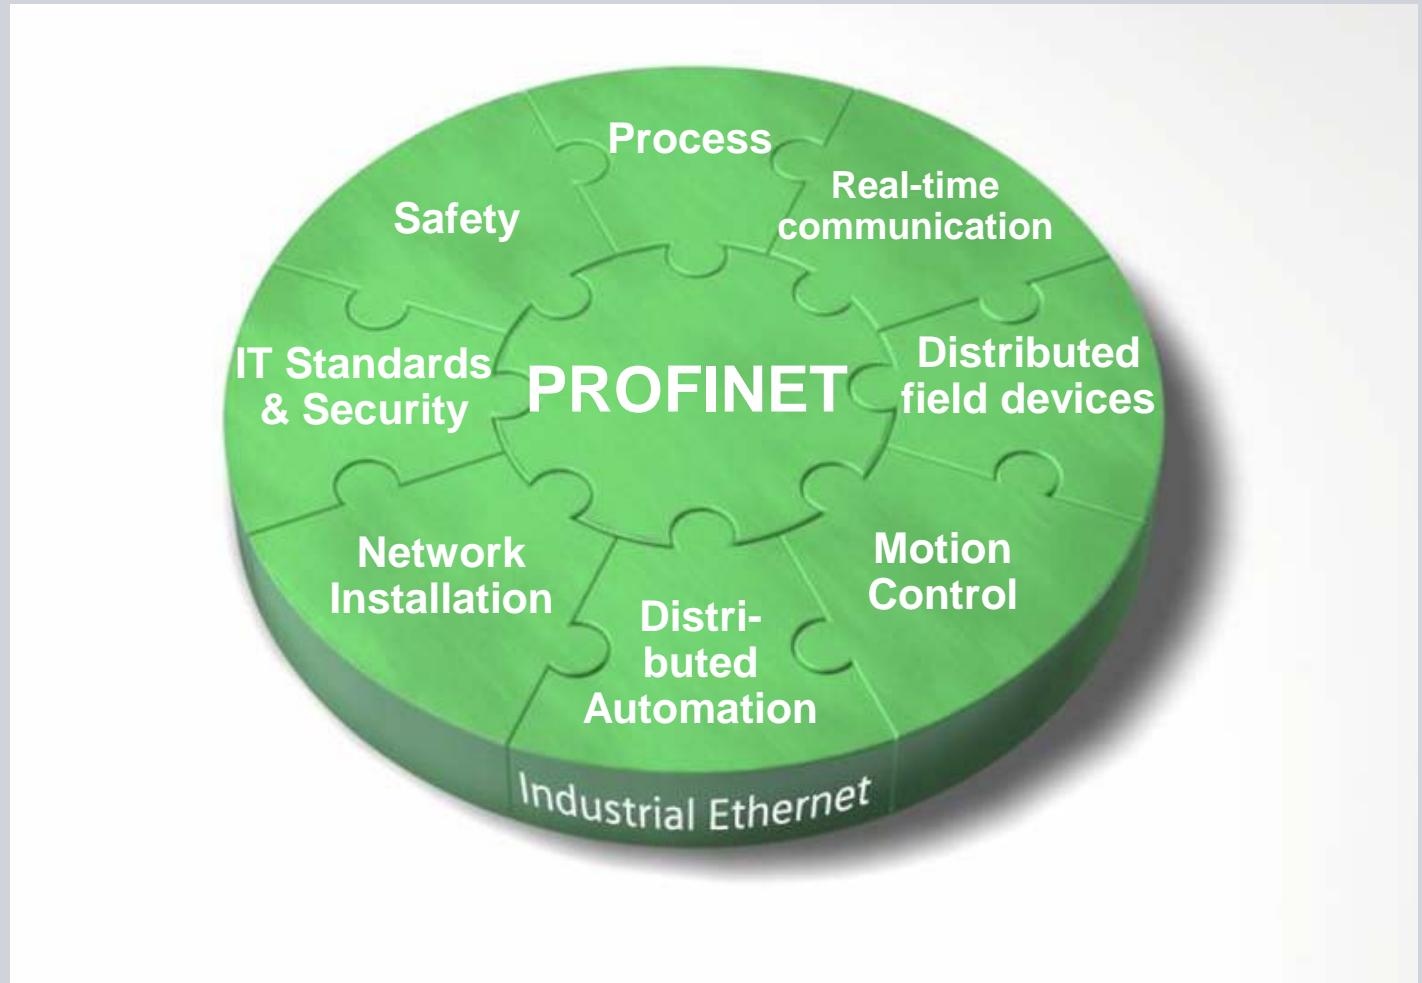 Process
Real-time
communication
Safety
Distributed
field devices
IT Standards
& Security
PROFINET
Motion
Control
Network
Installation
Distri-
buted
Automation
Industrial Ethernet